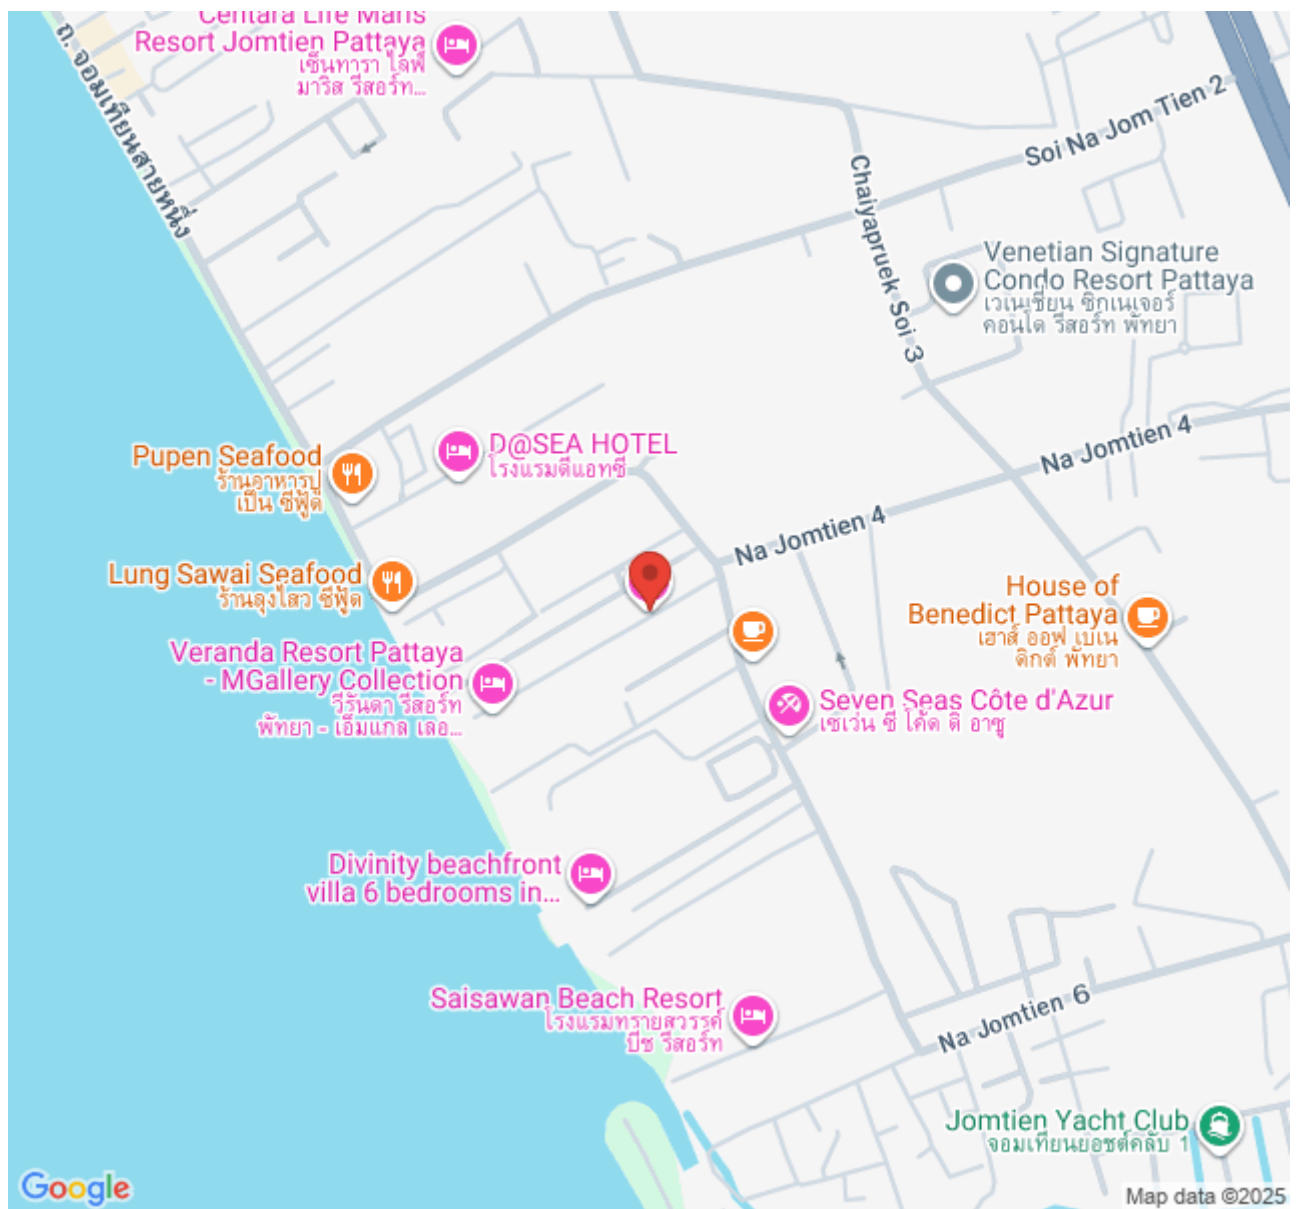 Centara Life Maris
Resort Jomtien Pattaya
เซ็นทารา ไลฟ์
มาริส รีสอร์ท...
ถ. จอมเทียนสายหนึ่ง
Soi Na Jom Tien 2
Chaiyapruek Soi 3
Venetian Signature
Condo Resort Pattaya
เวเนเชี่ยน ซิกเนเจอร์
คอนโด รีสอร์ท พัทยา
Na Jomtien 4
D@SEA HOTEL
โรงแรมดีแอทซี
Pupen Seafood
ร้านอาหารปู
เป็น ซีฟู้ด
Na Jomtien 4
Lung Sawai Seafood
ร้านลุงไสว ซีฟู้ด
House of
Benedict Pattaya
เฮาส์ ออฟ เบเน
ดิกต์ พัทยา
Veranda Resort Pattaya
- MGallery Collection
วีรันดา รีสอร์ท
พัทยา - เอ็มแกล เลอ...
Seven Seas Côte d'Azur
เซเว่น ซี โค้ด ดิ อาซู
Divinity beachfront
villa 6 bedrooms in...
Saisawan Beach Resort
โรงแรมทรายสวรรค์
บีช รีสอร์ท
Na Jomtien 6
Jomtien Yacht Club
จอมเทียนยอชต์คลับ 1
Google
Map data ©2025